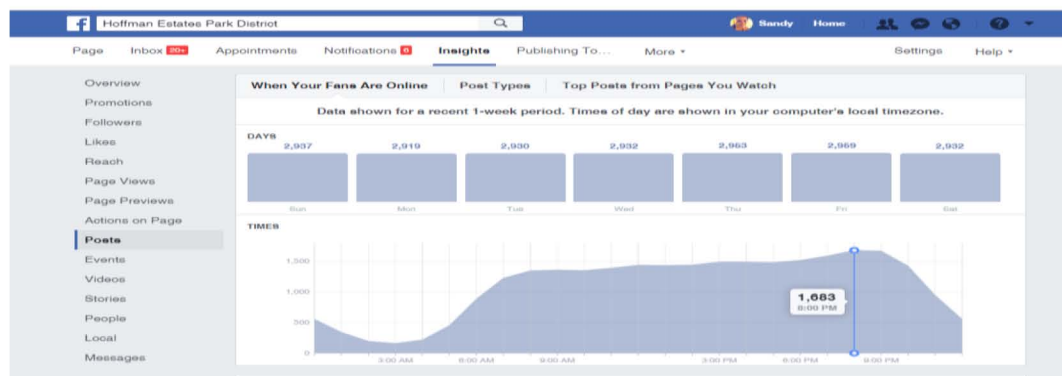 f Hoffman Estates Park District Sandy Home
Page Inbox 20+ Appointments Notifications 6 Insights Publishing To... More Settings Help
Overview
Promotions
Followers
Likes
Reach
Page Views
Page Previews
Actions on Page
Posts
Events
Videos
Stories
People
Local
Messages
When Your Fans Are Online Post Types Top Posts from Pages You Watch
Data shown for a recent 1-week period. Times of day are shown in your computer's local timezone.
DAYS
2,937 2,919 2,930 2,932 2,963 2,969 2,932
Sun Mon Tue Wed Thu Fri Sat
TIMES
1,500
1,000
500
0
1,683
8:00 PM
3:00 AM 6:00 AM 9:00 AM 3:00 PM 6:00 PM 9:00 PM